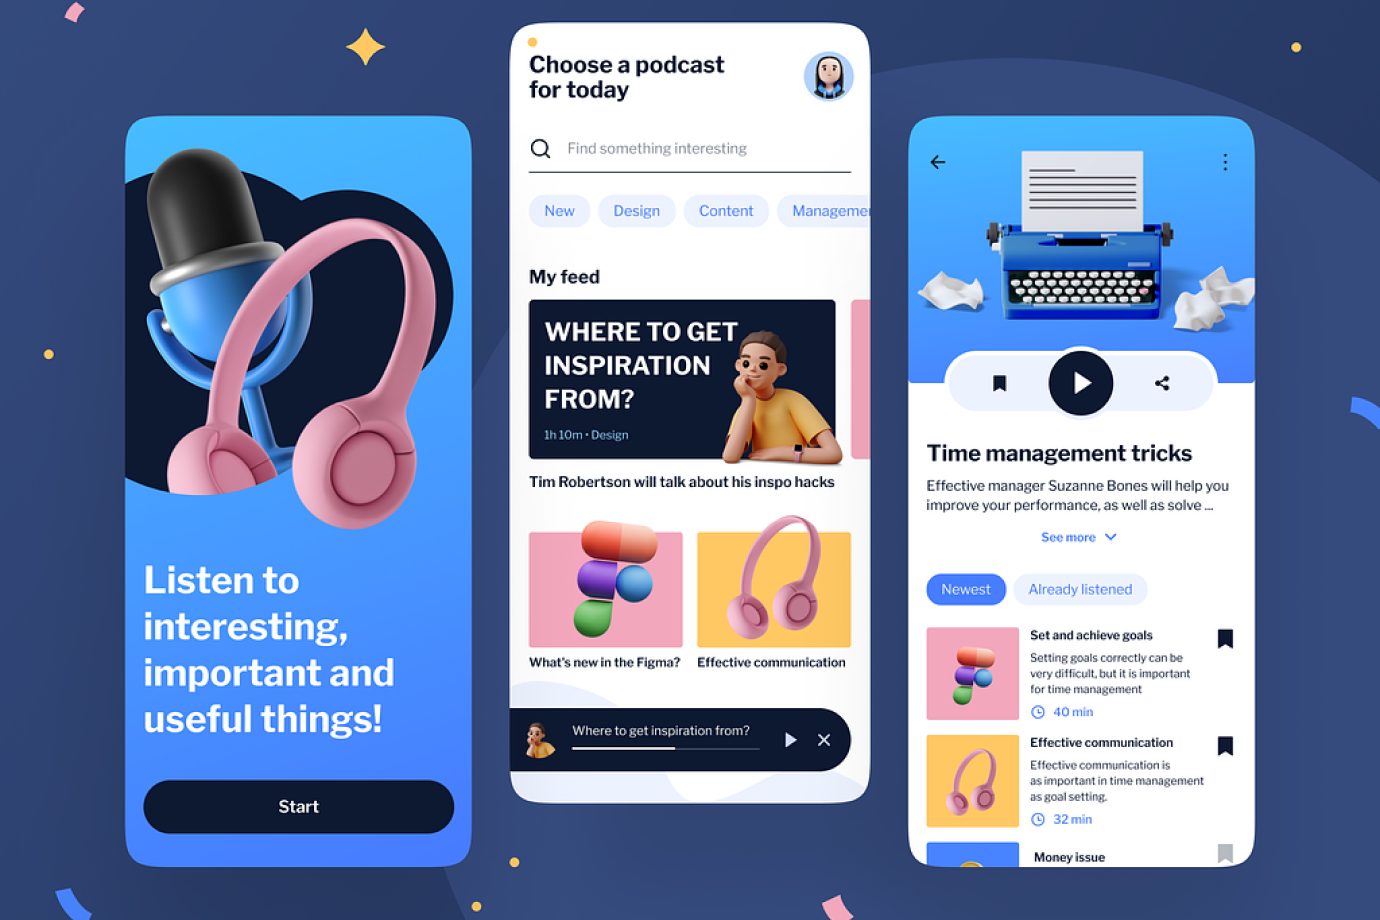 Listen to
interesting,
important and
useful things!
Start
Choose a podcast
for today
Find something interesting
New
Design
Content
Managemen
My feed
WHERE TO GET
INSPIRATION
FROM?
1h 10m • Design
Tim Robertson will talk about his inspo hacks
What's new in the Figma?
Effective communication
Where to get inspiration from?
Time management tricks
Effective manager Suzanne Bones will help you
improve your performance, as well as solve ...
See more
Newest
Already listened
Set and achieve goals
Setting goals correctly can be
very difficult, but it is important
for time management
40 min
Effective communication
Effective communication is
as important in time management
as goal setting.
32 min
Money issue